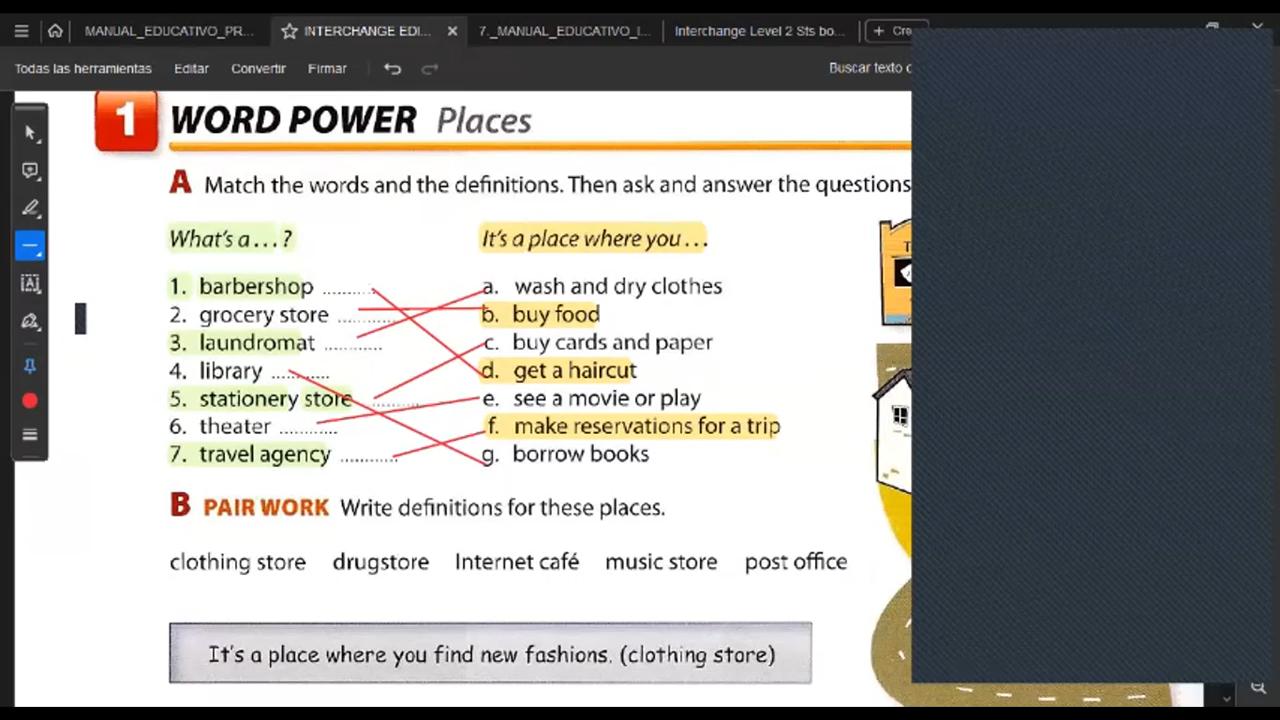 MANUAL_EDUCATIVO_PR...
INTERCHANGE EDI...
7._MANUAL_EDUCATIVO_I...
Interchange Level 2 Sts bo...
Todas las herramientas
Editar
Convertir
Firmar
Buscar texto
1 WORD POWER Places
A Match the words and the definitions. Then ask and answer the questions
What's a . . . ?
It's a place where you . . .
1. barbershop ..........
a. wash and dry clothes
2. grocery store ..........
b. buy food
3. laundromat ..........
c. buy cards and paper
4. library ..........
d. get a haircut
5. stationery store ..........
e. see a movie or play
6. theater ..........
f. make reservations for a trip
7. travel agency ..........
g. borrow books
B PAIR WORK Write definitions for these places.
clothing store drugstore Internet café music store post office
It's a place where you find new fashions. (clothing store)